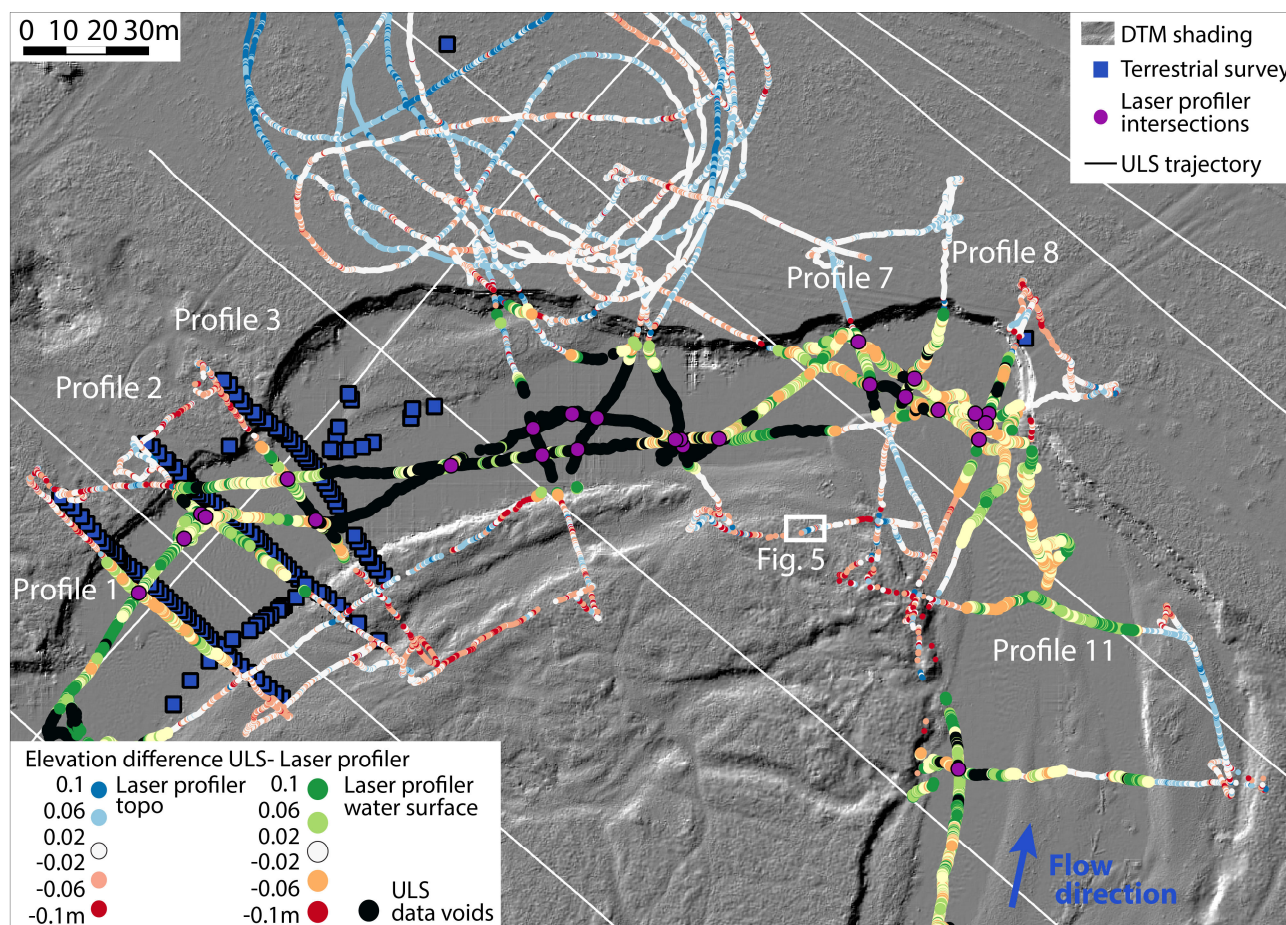 0 10 20 30m
DTM shading
Terrestrial survey
Laser profiler
intersections
ULS trajectory
Profile 8
Profile 7
Profile 3
Profile 2
Fig. 5
Profile 1
Profile 11
Elevation difference ULS- Laser profiler
0.1
0.06
0.02
-0.02
-0.06
-0.1m
Laser profiler
topo
0.1
0.06
0.02
-0.02
-0.06
-0.1m
Laser profiler
water surface
ULS
data voids
Flow
direction